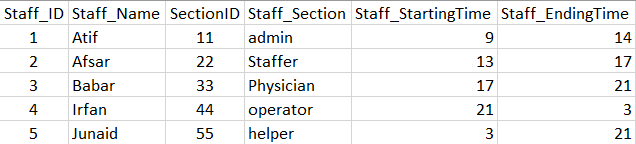 Staff_ID Staff_Name SectionID Staff_Section Staff_StartingTime Staff_EndingTime
1 Atif 11 admin 9 14
2 Afsar 22 Staffer 13 17
3 Babar 33 Physician 17 21
4 Irfan 44 operator 21 3
5 Junaid 55 helper 3 21